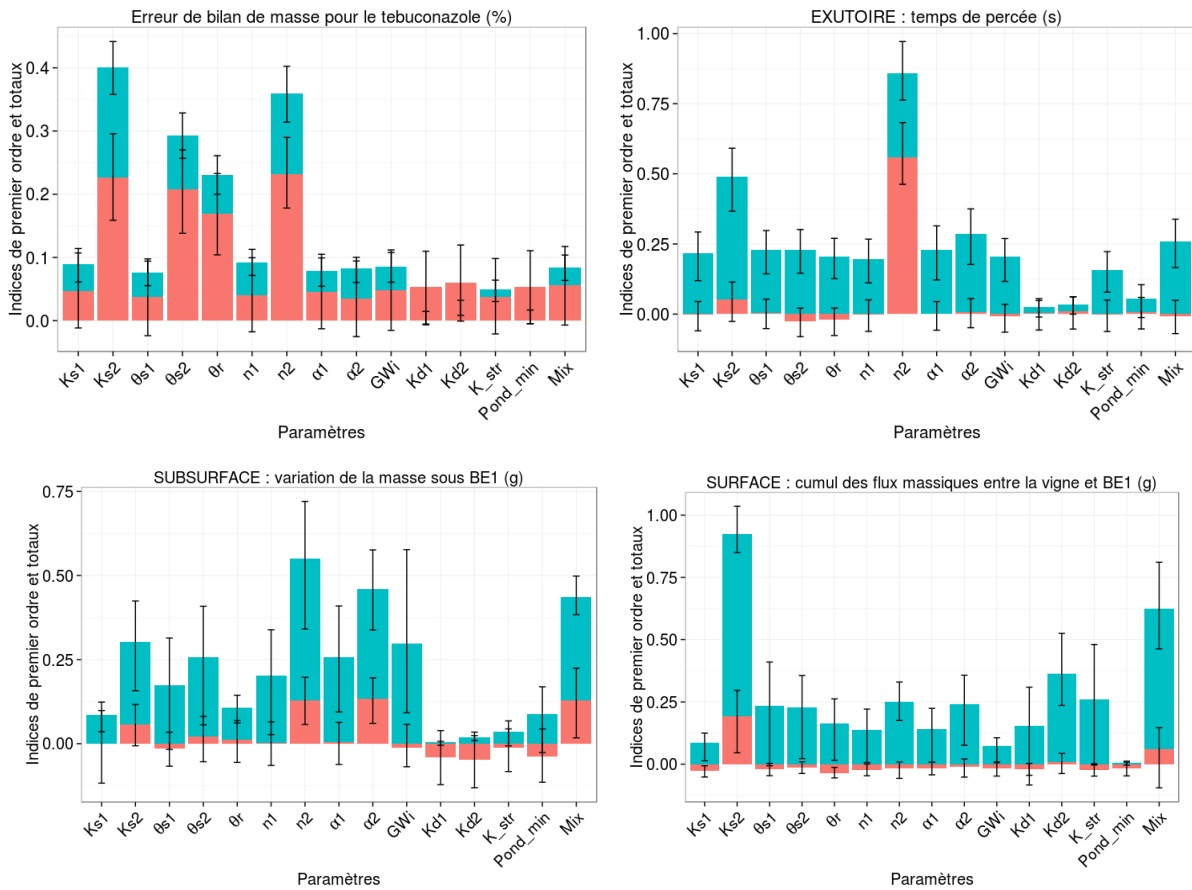 Erreur de bilan de masse pour le tebuconazole (%)
Indices de premier ordre et totaux
0.4
0.3
0.2
0.1
0.0
Ks1 Ks2 θs1 θs2 θr n1 n2 α1 α2 GWi Kd1 Kd2 K_str Pond_min Mix
Paramètres
EXUTOIRE : temps de percée (s)
Indices de premier ordre et totaux
1.00
0.75
0.50
0.25
0.00
Ks1 Ks2 θs1 θs2 θr n1 n2 α1 α2 GWi Kd1 Kd2 K_str Pond_min Mix
Paramètres
SUBSURFACE : variation de la masse sous BE1 (g)
Indices de premier ordre et totaux
0.75
0.50
0.25
0.00
Ks1 Ks2 θs1 θs2 θr n1 n2 α1 α2 GWi Kd1 Kd2 K_str Pond_min Mix
Paramètres
SURFACE : cumul des flux massiques entre la vigne et BE1 (g)
Indices de premier ordre et totaux
1.00
0.75
0.50
0.25
0.00
Ks1 Ks2 θs1 θs2 θr n1 n2 α1 α2 GWi Kd1 Kd2 K_str Pond_min Mix
Paramètres